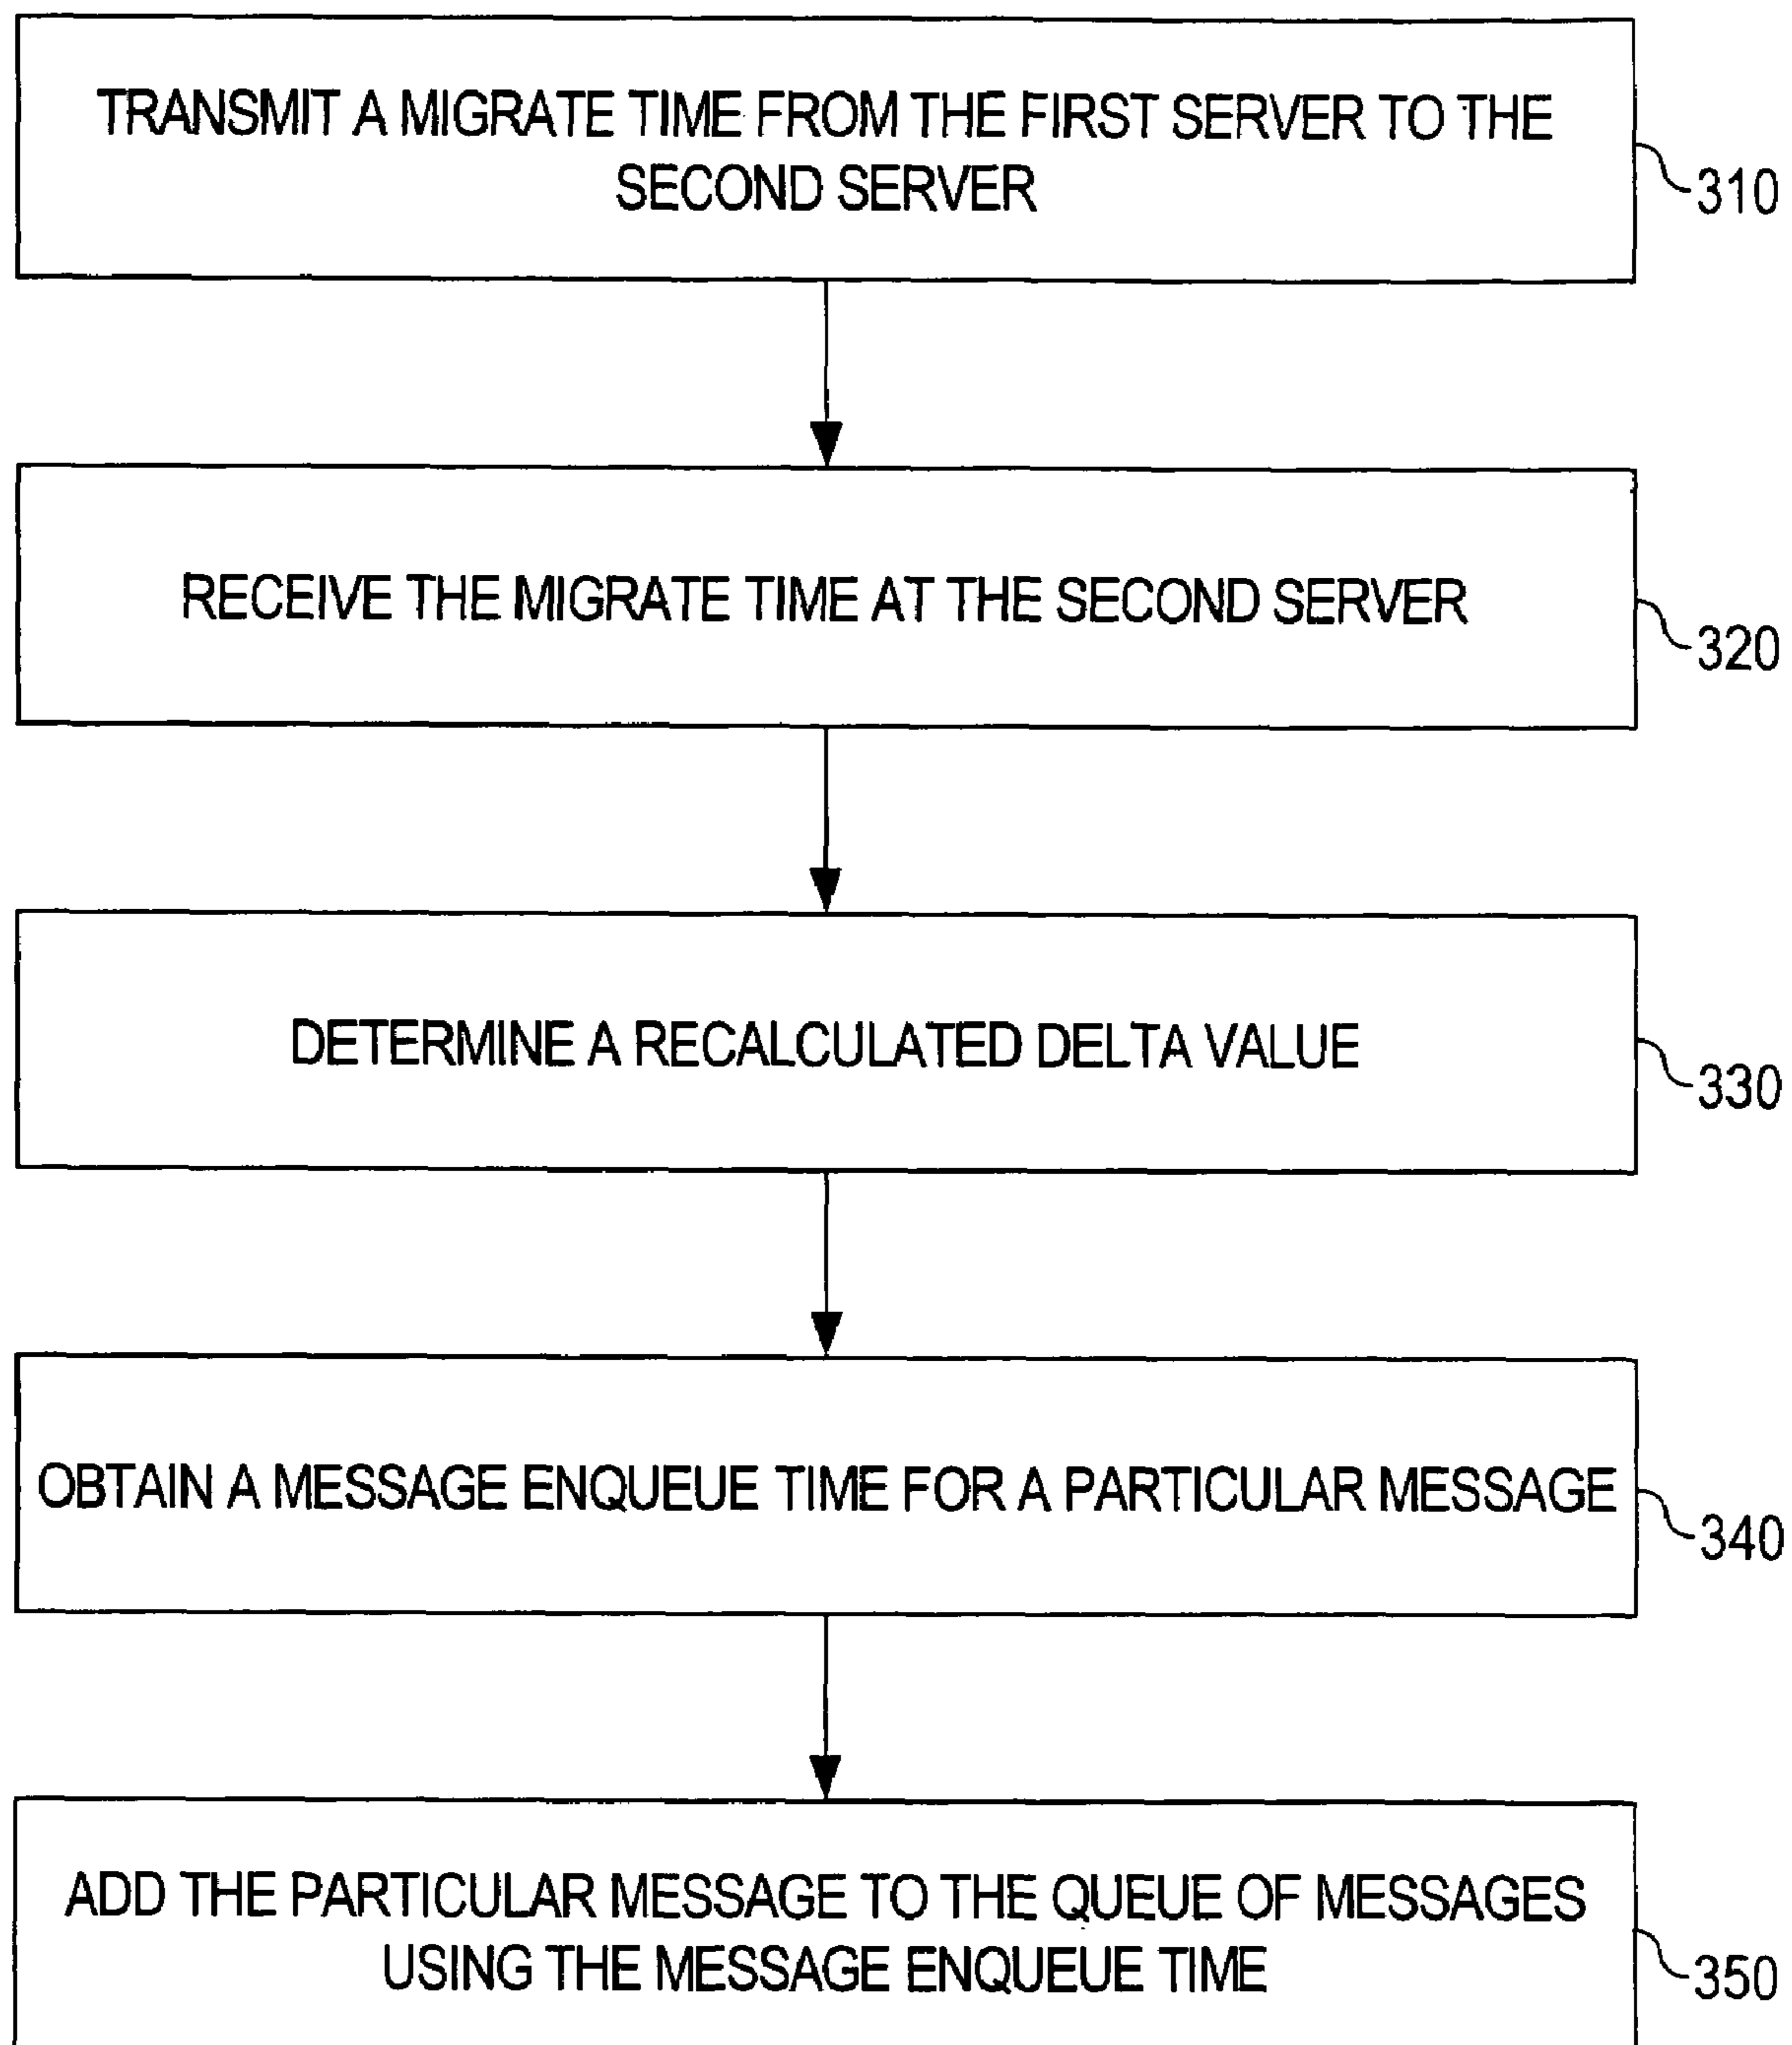 TRANSMIT A MIGRATE TIME FROM THE FIRST SERVER TO THE
SECOND SERVER
310
RECEIVE THE MIGRATE TIME AT THE SECOND SERVER
320
DETERMINE A RECALCULATED DELTA VALUE
330
OBTAIN A MESSAGE ENQUEUE TIME FOR A PARTICULAR MESSAGE
340
ADD THE PARTICULAR MESSAGE TO THE QUEUE OF MESSAGES
USING THE MESSAGE ENQUEUE TIME
350